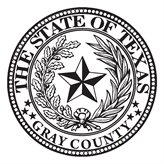 THE STATE OF TEXAS
GRAY COUNTY